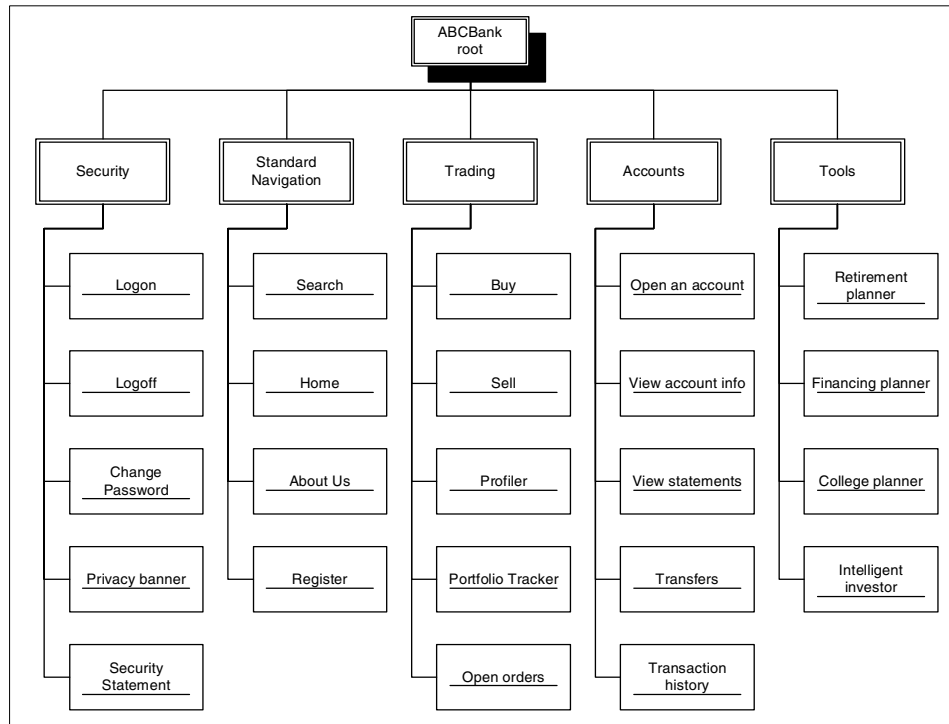 ABCBank
root
Security
Standard
Navigation
Trading
Accounts
Tools
Logon
Search
Buy
Open an account
Retirement
planner
Logoff
Home
Sell
View account info
Financing planner
Change
Password
About Us
Profiler
View statements
College planner
Privacy banner
Register
Portfolio Tracker
Transfers
Intelligent
investor
Security
Statement
Open orders
Transaction
history